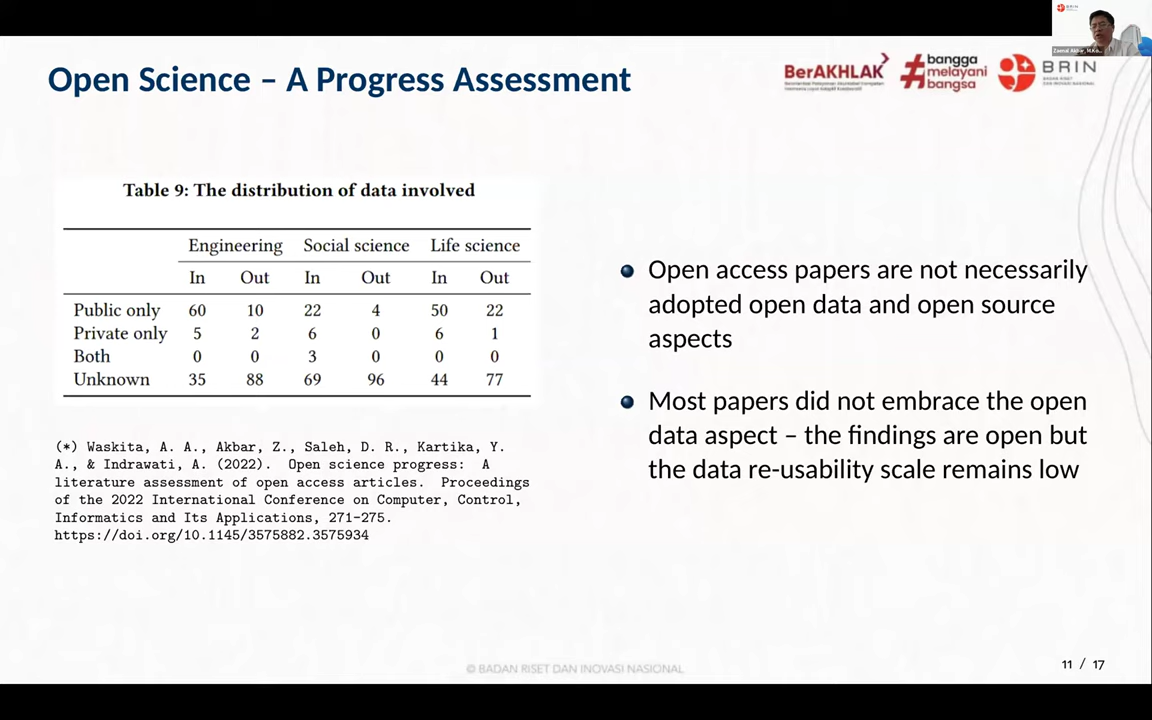 BRIN
Open Science – A Progress Assessment
BerAKHLAK
#bangga
melayani
bangsa
BRIN
BADAN RISET
DAN INOVASI NASIONAL
Table 9: The distribution of data involved
Engineering Social science Life science
In Out In Out In Out
Public only 60 10 22 4 50 22
Private only 5 2 6 0 6 1
Both 0 0 3 0 0 0
Unknown 35 88 69 96 44 77
(*) Waskita, A. A., Akbar, Z., Saleh, D. R., Kartika, Y.
A., & Indrawati, A. (2022). Open science progress: A
literature assessment of open access articles. Proceedings
of the 2022 International Conference on Computer, Control,
Informatics and Its Applications, 271–275.
https://doi.org/10.1145/3575882.3575934
Open access papers are not necessarily
adopted open data and open source
aspects
Most papers did not embrace the open
data aspect – the findings are open but
the data re-usability scale remains low
© BADAN RISET DAN INOVASI NASIONAL
11 / 17